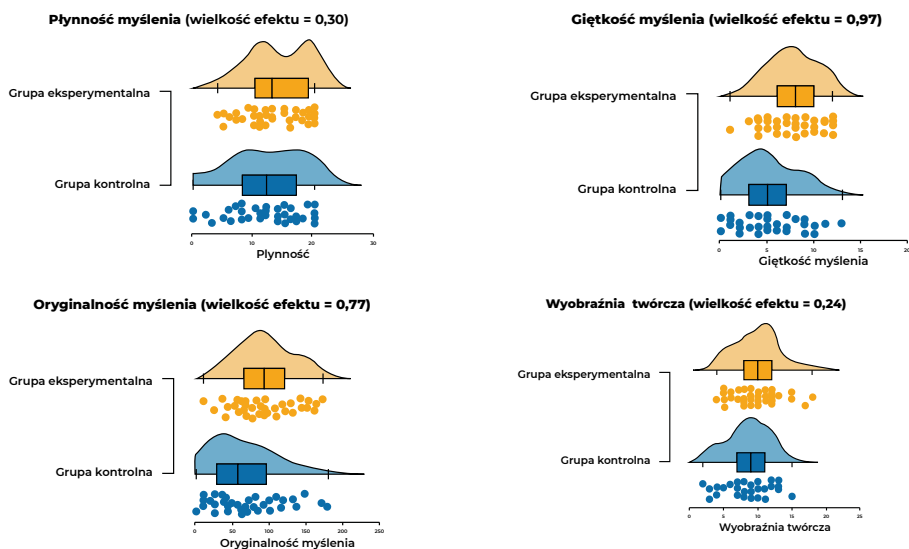 Płynność myślenia (wielkość efektu = 0,30)
Grupa eksperymentalna
Grupa kontrolna
0 10 20 30
Płynność
Giętkość myślenia (wielkość efektu = 0,97)
Grupa eksperymentalna
Grupa kontrolna
0 5 10 15 20
Giętkość myślenia
Oryginalność myślenia (wielkość efektu = 0,77)
Grupa eksperymentalna
Grupa kontrolna
0 50 100 150 200 250
Oryginalność myślenia
Wyobraźnia twórcza (wielkość efektu = 0,24)
Grupa eksperymentalna
Grupa kontrolna
0 5 10 15 20 25
Wyobraźnia twórcza